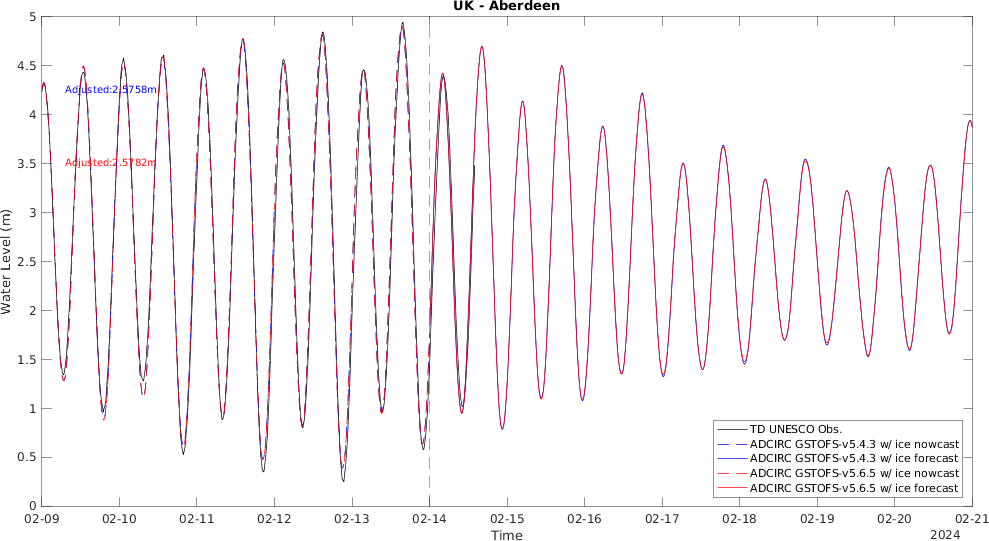 UK - Aberdeen
5
4.5
4
3.5
3
2.5
2
1.5
1
0.5
0
Water Level (m)
Adjusted:2.5758m
Adjusted:2.5782m
TD UNESCO Obs.
ADCIRC GSTOFS-v5.4.3 w/ ice nowcast
ADCIRC GSTOFS-v5.4.3 w/ ice forecast
ADCIRC GSTOFS-v5.6.5 w/ ice nowcast
ADCIRC GSTOFS-v5.6.5 w/ ice forecast
02-09 02-10 02-11 02-12 02-13 02-14 02-15 02-16 02-17 02-18 02-19 02-20 02-21
Time
2024